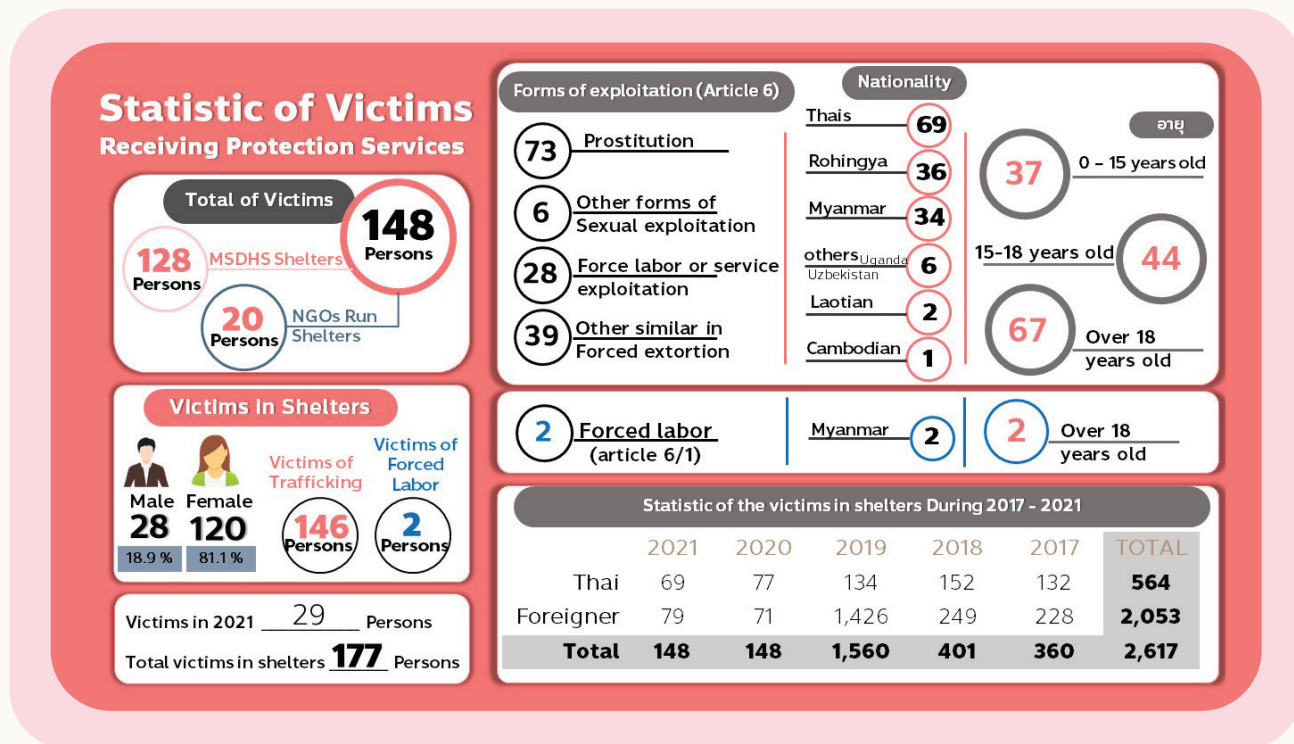 Statistic of Victims
Receiving Protection Services
Total of Victims
148
Persons
128
Persons
MSDHS Shelters
20
Persons
NGOs Run
Shelters
Victims in Shelters
Male
28
18.9 %
Female
120
81.1 %
Victims of
Trafficking
146
Persons
Victims of
Forced
Labor
2
Persons
Victims in 2021 29 Persons
Total victims in shelters 177 Persons
Forms of exploitation (Article 6)
73 Prostitution
6 Other forms of
Sexual exploitation
28 Force labor or service
exploitation
39 Other similar in
Forced extortion
Nationality
Thais 69
Rohingya 36
Myanmar 34
others Uganda 6
Uzbekistan
Laotian 2
Cambodian 1
อายุ
37 0 – 15 years old
15-18 years old 44
67 Over 18
years old
2 Forced labor
(article 6/1)
Myanmar 2
2 Over 18
years old
Statistic of the victims in shelters During 2017 - 2021
2021 2020 2019 2018 2017 TOTAL
Thai 69 77 134 152 132 564
Foreigner 79 71 1,426 249 228 2,053
Total 148 148 1,560 401 360 2,617